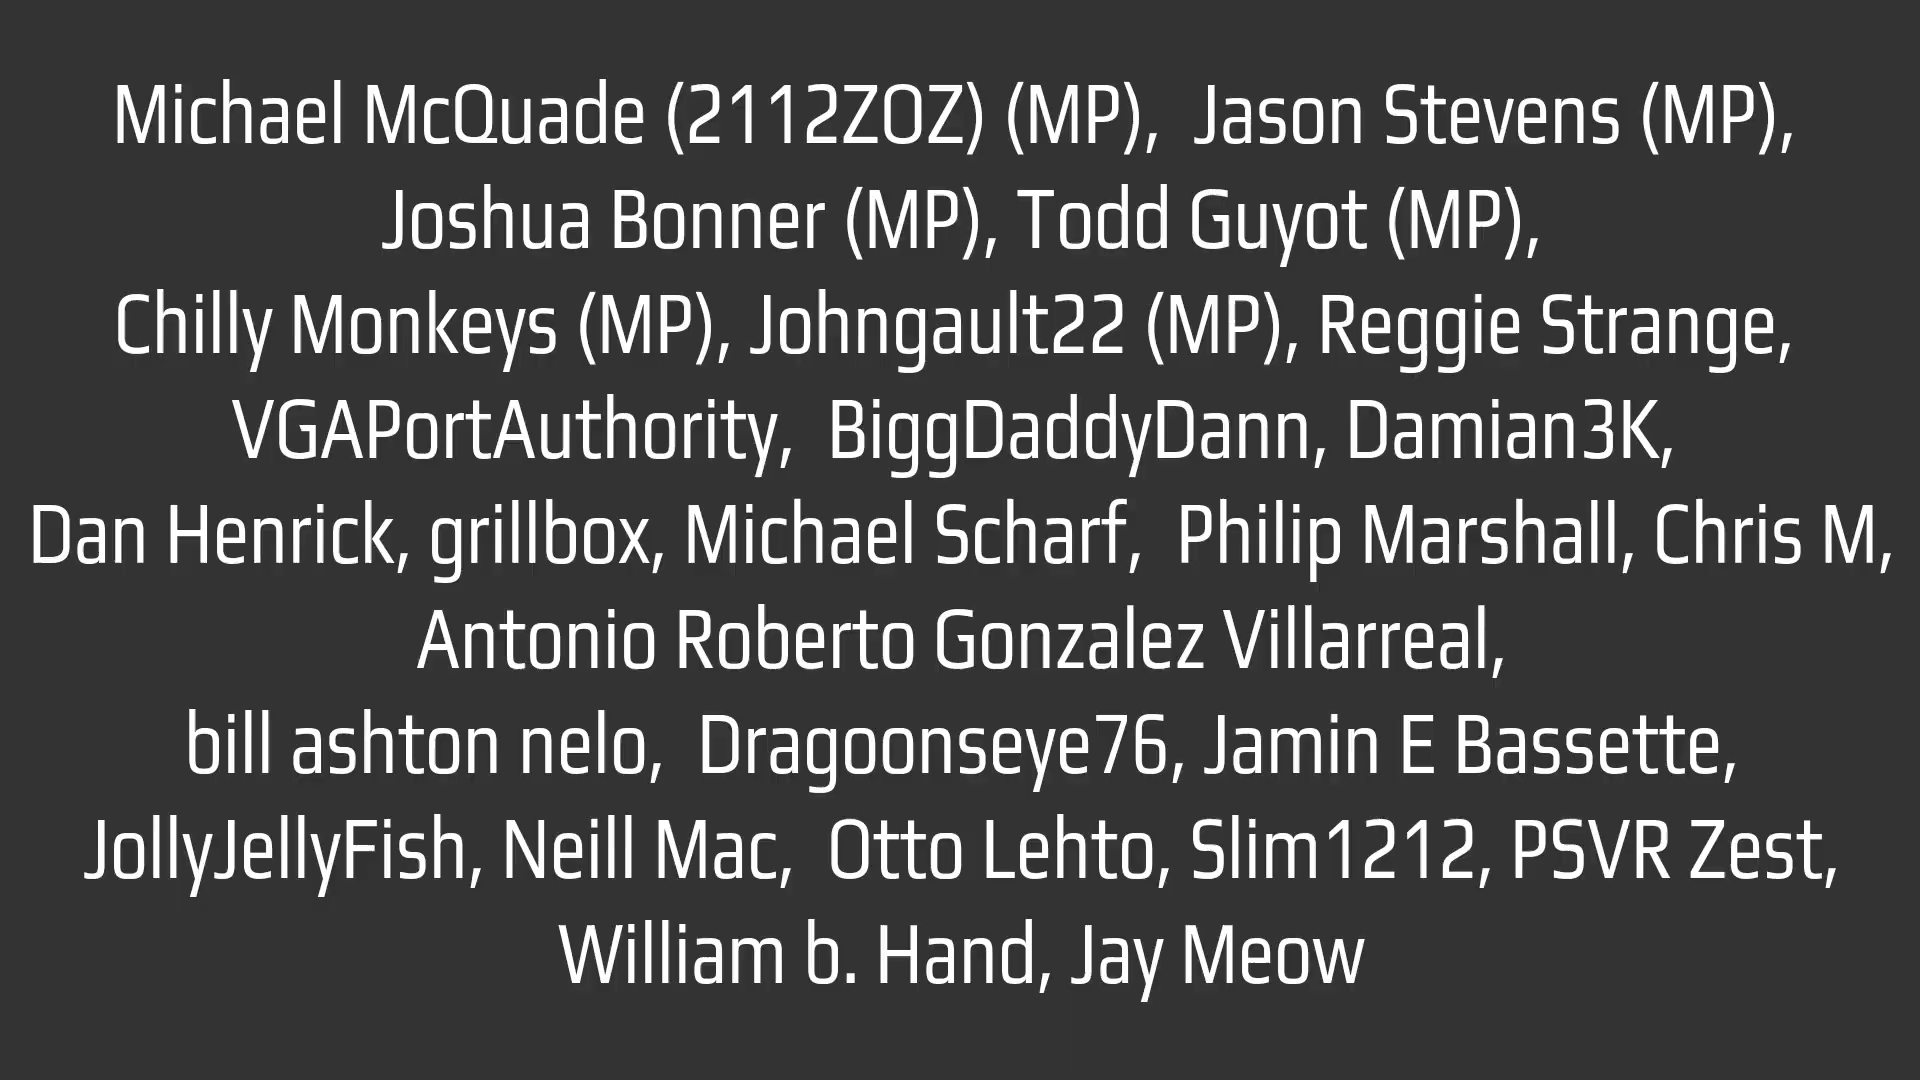 Michael McQuade (2112ZOZ) (MP),  Jason Stevens (MP),
Joshua Bonner (MP), Todd Guyot (MP),
Chilly Monkeys (MP), Johngault22 (MP), Reggie Strange,
VGAPortAuthority,  BiggDaddyDann, Damian3K,
Dan Henrick, grillbox, Michael Scharf,  Philip Marshall, Chris M,
Antonio Roberto Gonzalez Villarreal,
bill ashton nelo,  Dragoonseye76, Jamin E Bassette,
JollyJellyFish, Neill Mac,  Otto Lehto, Slim1212, PSVR Zest,
William b. Hand, Jay Meow